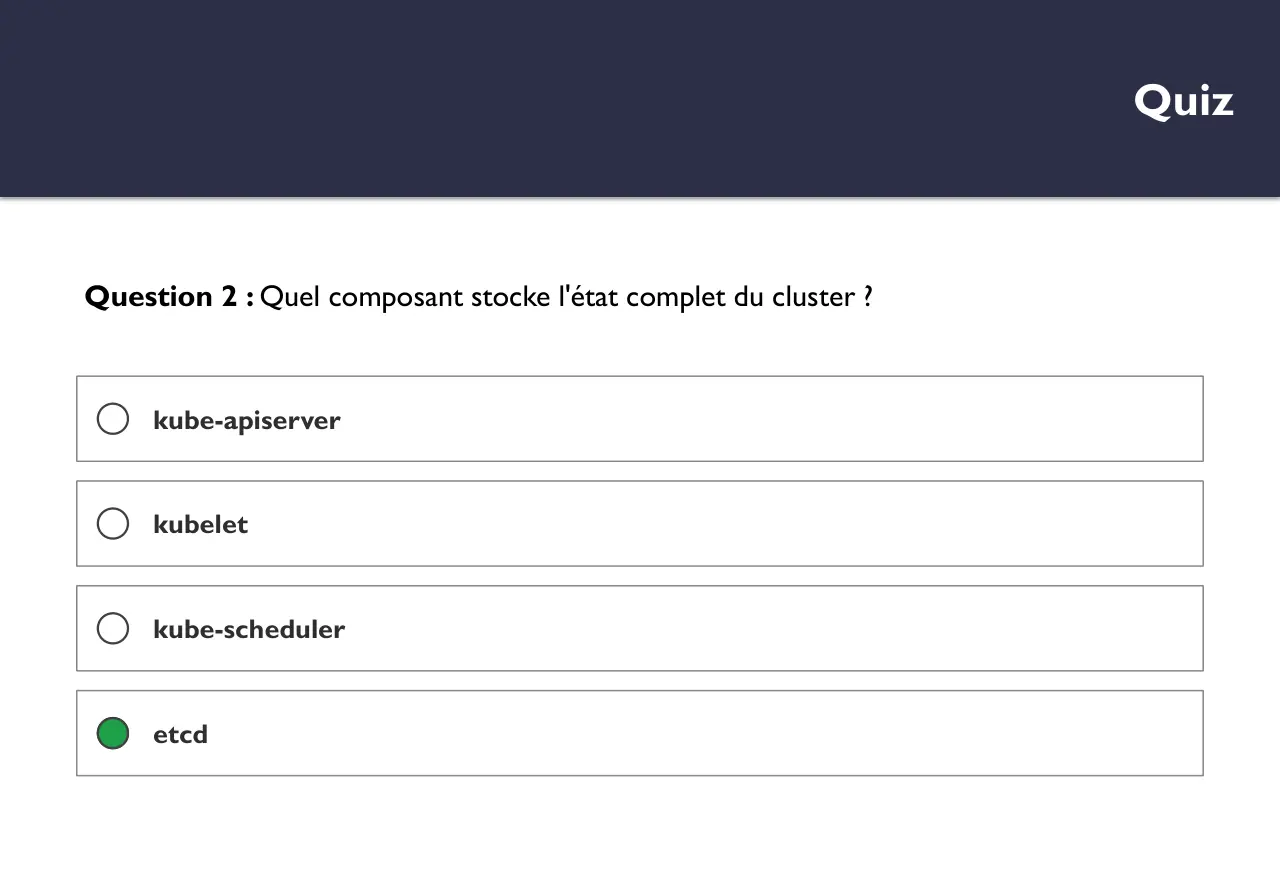 Quiz
Question 2 : Quel composant stocke l'état complet du cluster ?
kube-apiserver
kubelet
kube-scheduler
etcd